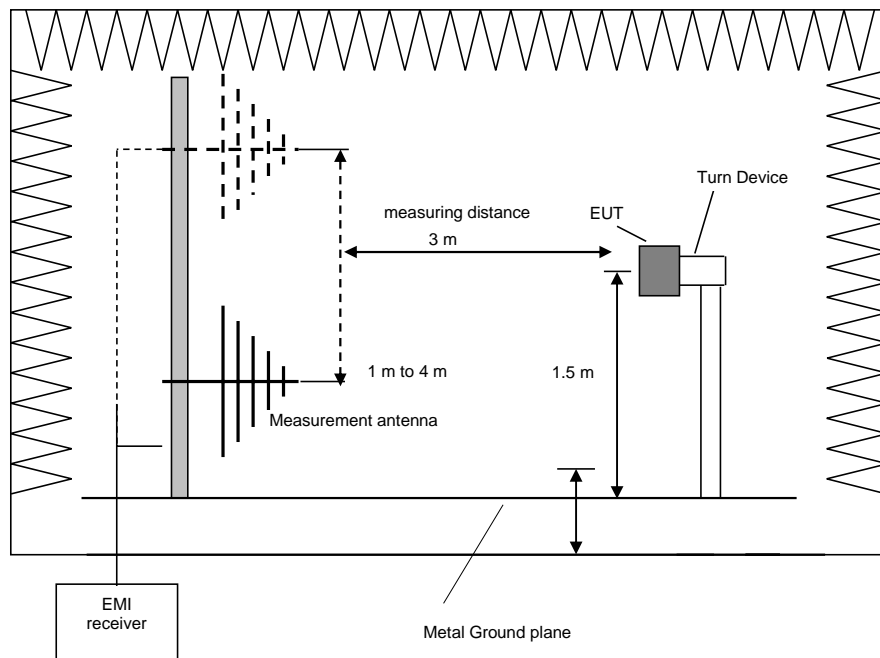 Turn Device
measuring distance
EUT
3 m
1 m to 4 m
1.5 m
Measurement antenna
EMI
receiver
Metal Ground plane